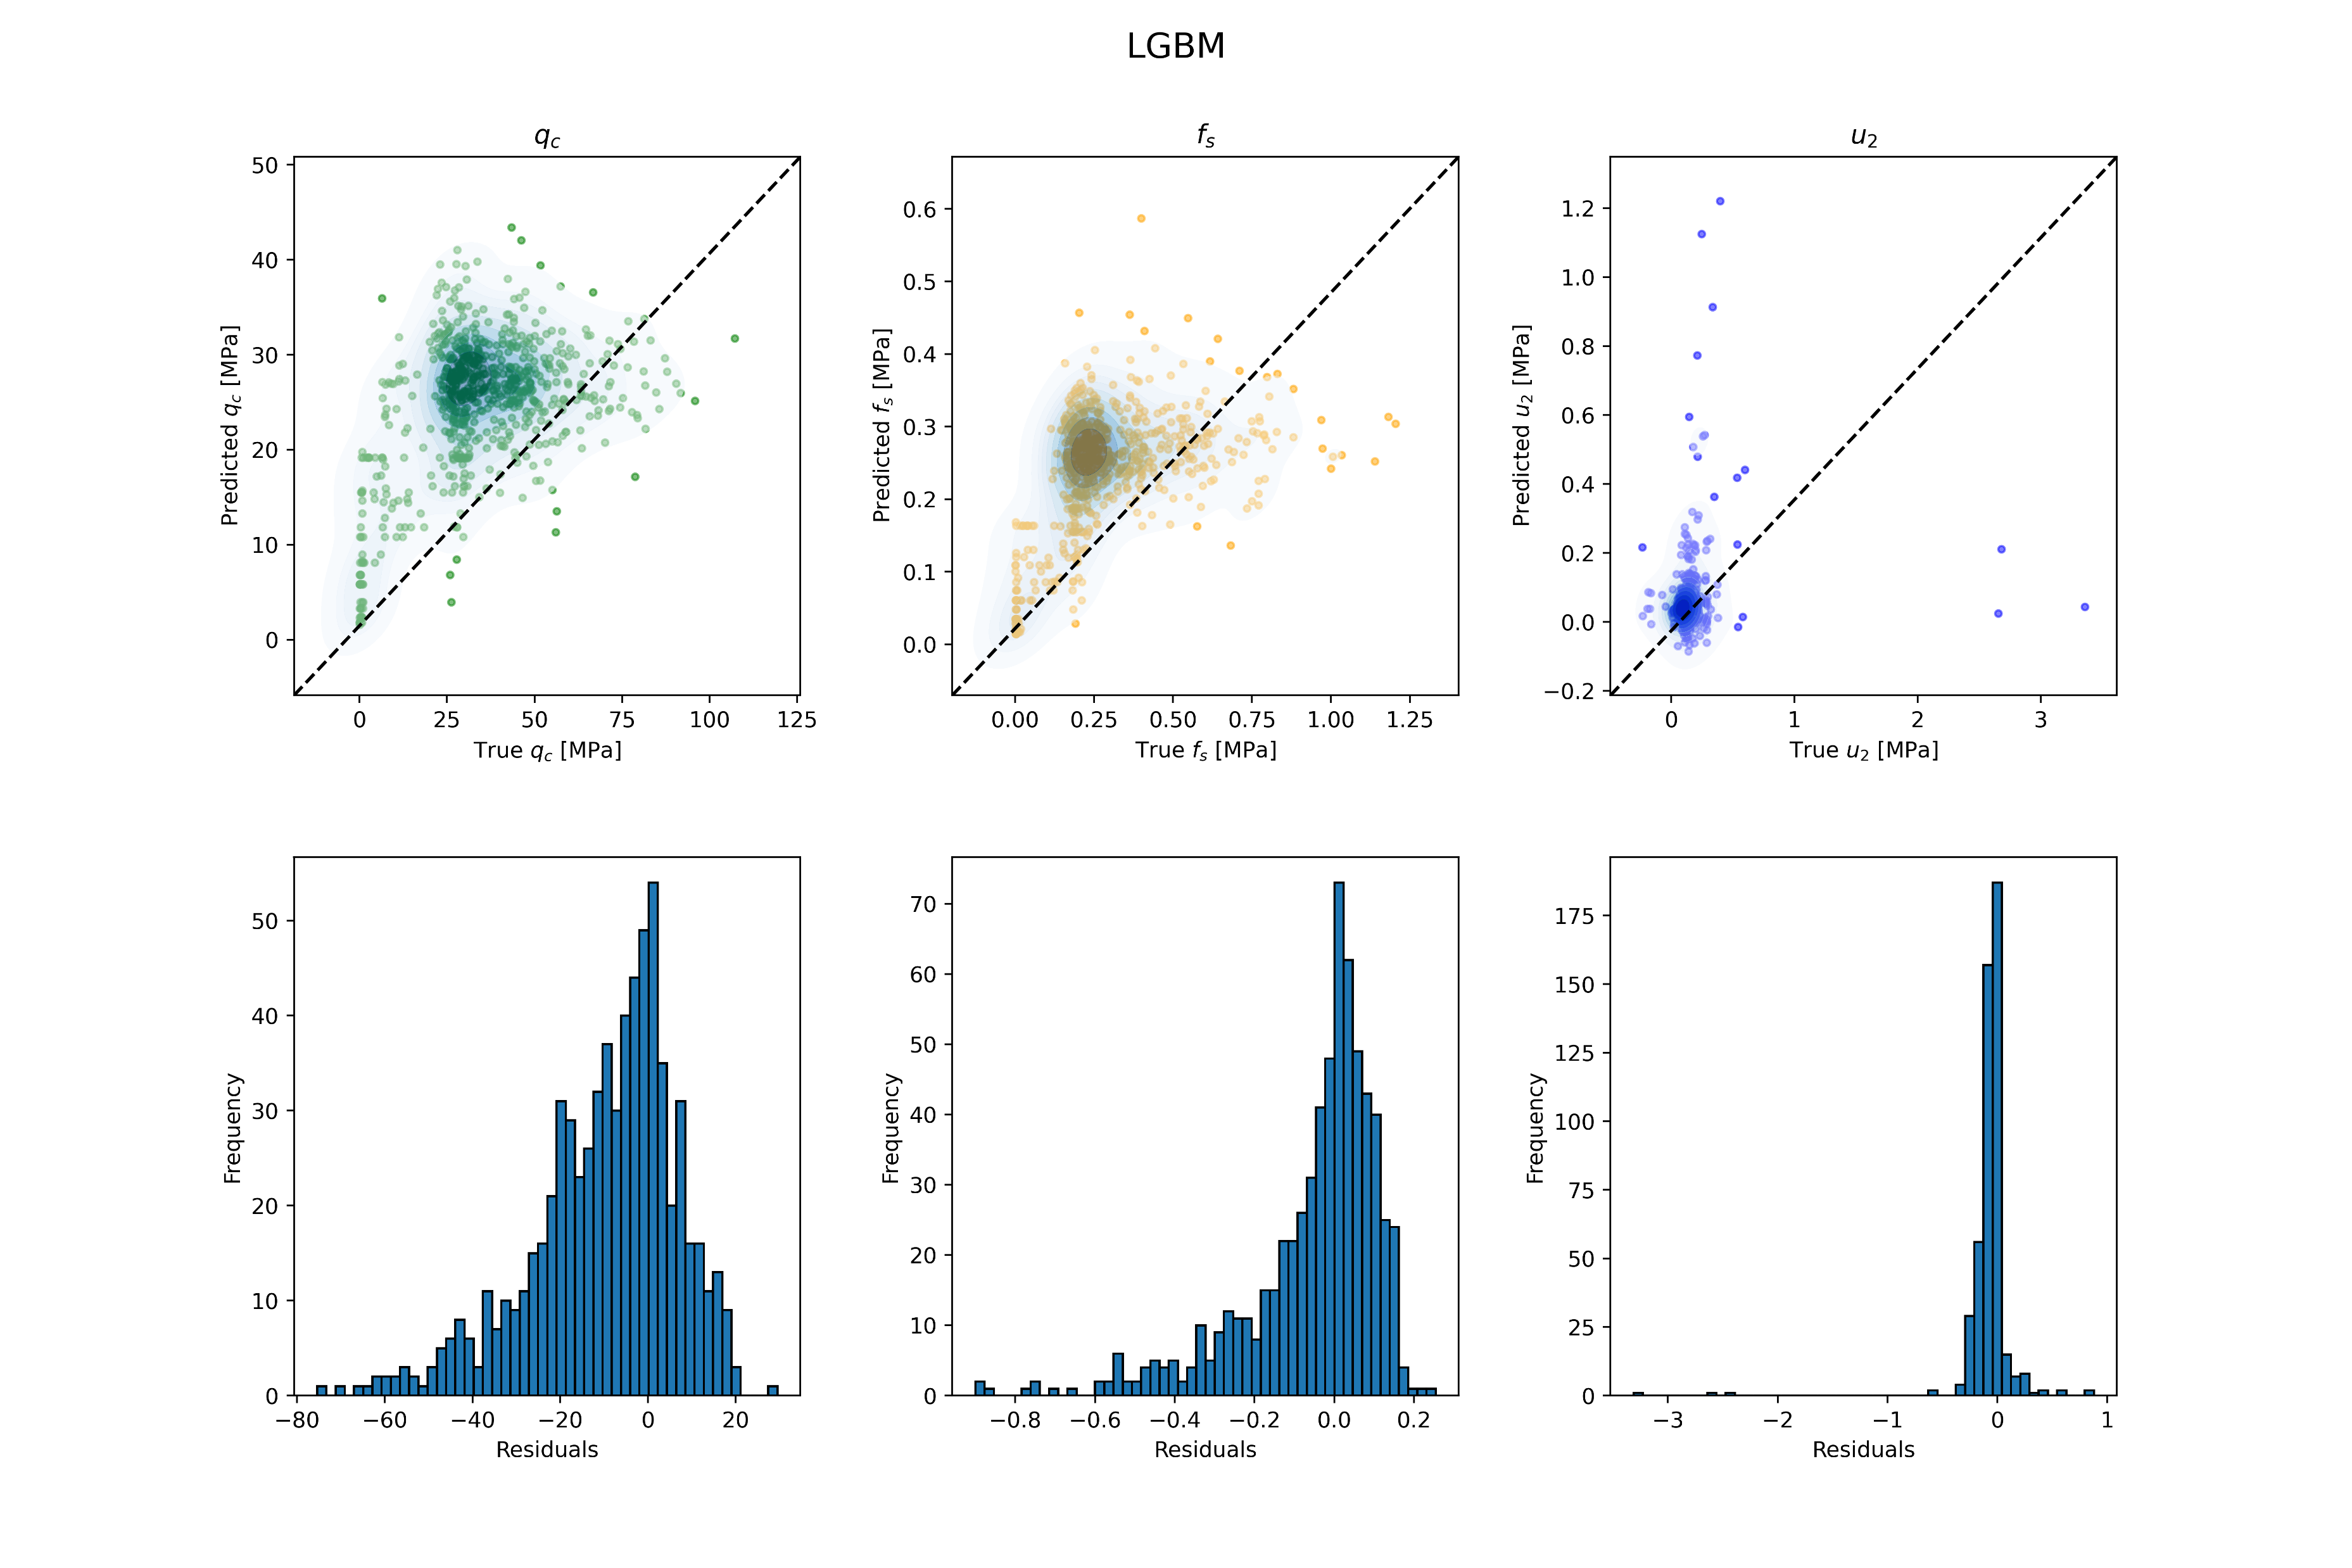 LGBM
q_c
f_s
u_2
50
40
30
20
10
0
Predicted q_c [MPa]
0 25 50 75 100 125
True q_c [MPa]
0.6
0.5
0.4
0.3
0.2
0.1
0.0
Predicted f_s [MPa]
0.00 0.25 0.50 0.75 1.00 1.25
True f_s [MPa]
1.2
1.0
0.8
0.6
0.4
0.2
0.0
−0.2
Predicted u_2 [MPa]
0 1 2 3
True u_2 [MPa]
50
40
30
20
10
0
Frequency
−80 −60 −40 −20 0 20
Residuals
70
60
50
40
30
20
10
0
Frequency
−0.8 −0.6 −0.4 −0.2 0.0 0.2
Residuals
175
150
125
100
75
50
25
0
Frequency
−3 −2 −1 0 1
Residuals